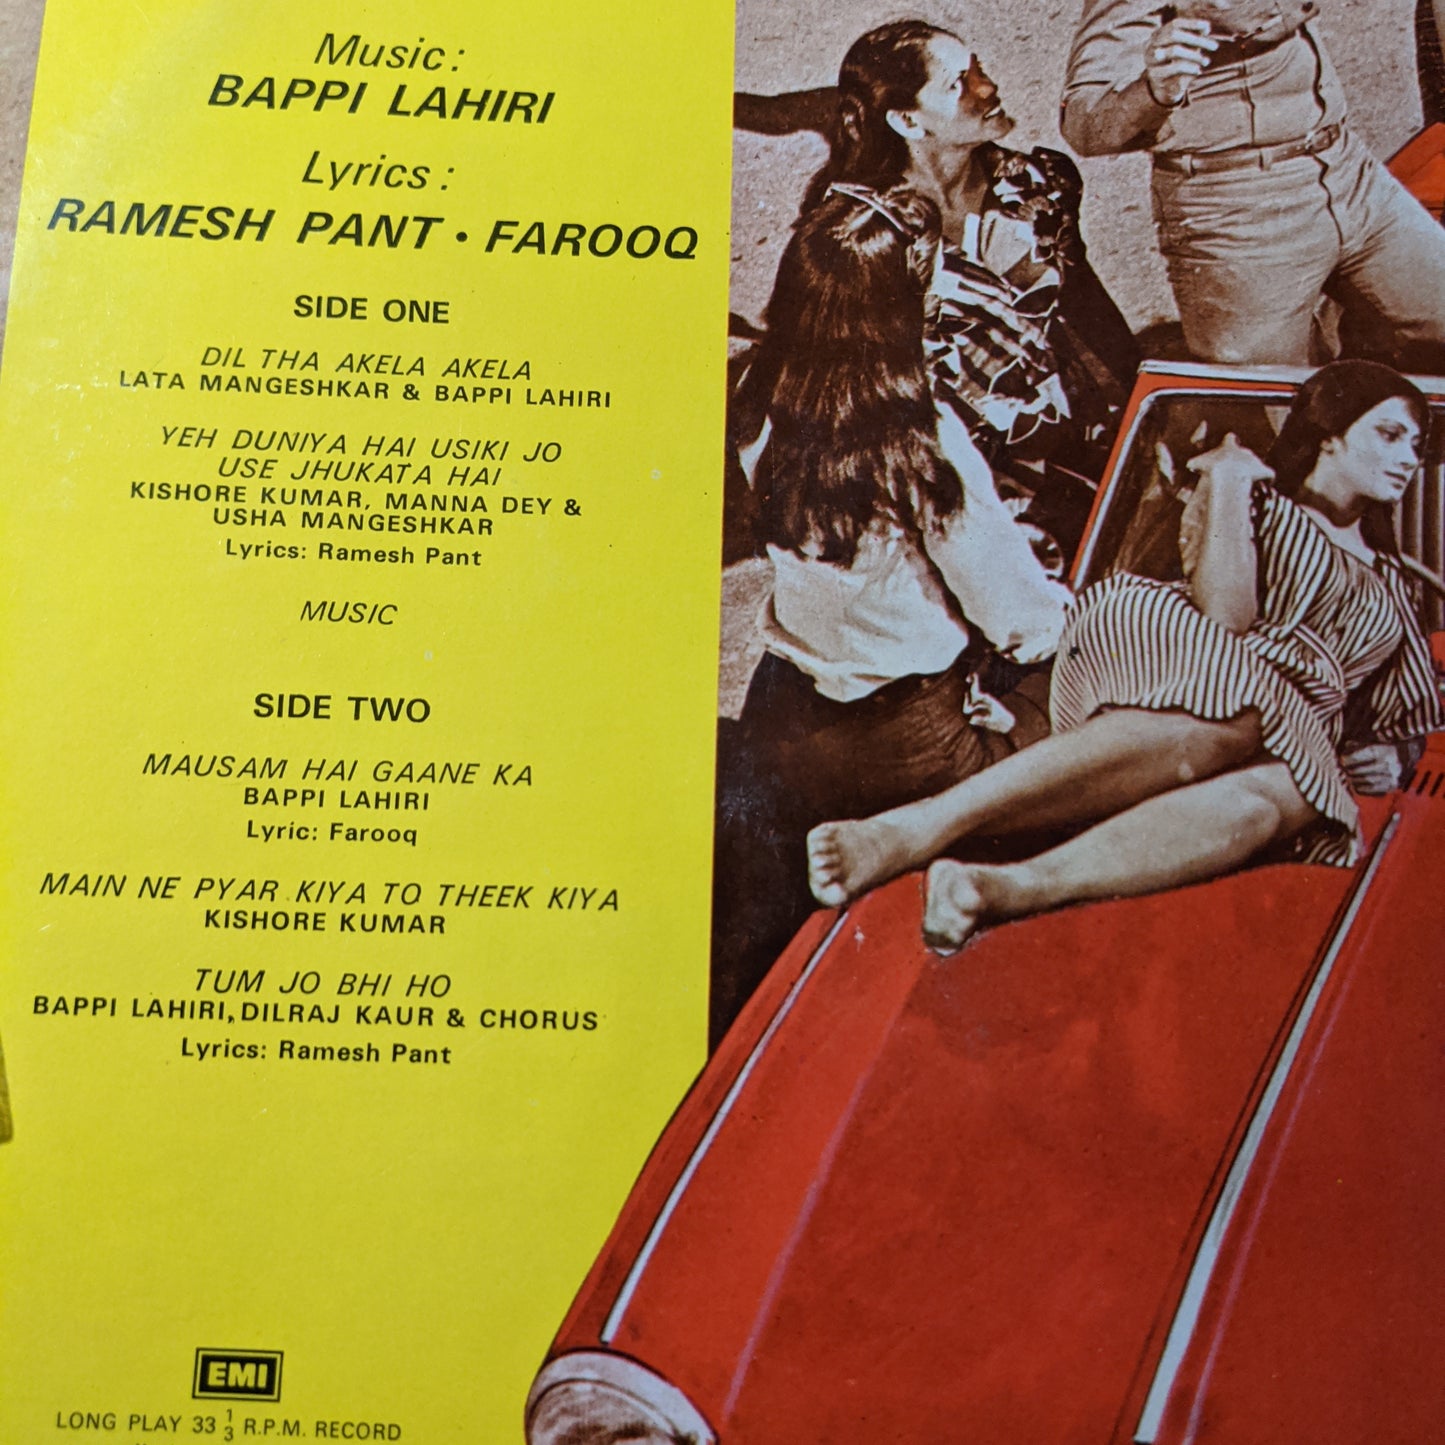 Music:
BAPPI LAHIRI
Lyrics:
RAMESH PANT • FAROOQ
SIDE ONE
DIL THA AKELA AKELA
LATA MANGESHKAR & BAPPI LAHIRI
YEH DUNIYA HAI USIKI JO
USE JHUKATA HAI
KISHORE KUMAR, MANNA DEY &
USHA MANGESHKAR
Lyrics: Ramesh Pant
MUSIC
SIDE TWO
MAUSAM HAI GAANE KA
BAPPI LAHIRI
Lyric: Farooq
MAIN NE PYAR KIYA TO THEEK KIYA
KISHORE KUMAR
TUM JO BHI HO
BAPPI LAHIRI, DILRAJ KAUR & CHORUS
Lyrics: Ramesh Pant
EMI
LONG PLAY 33 1/3 R.P.M. RECORD